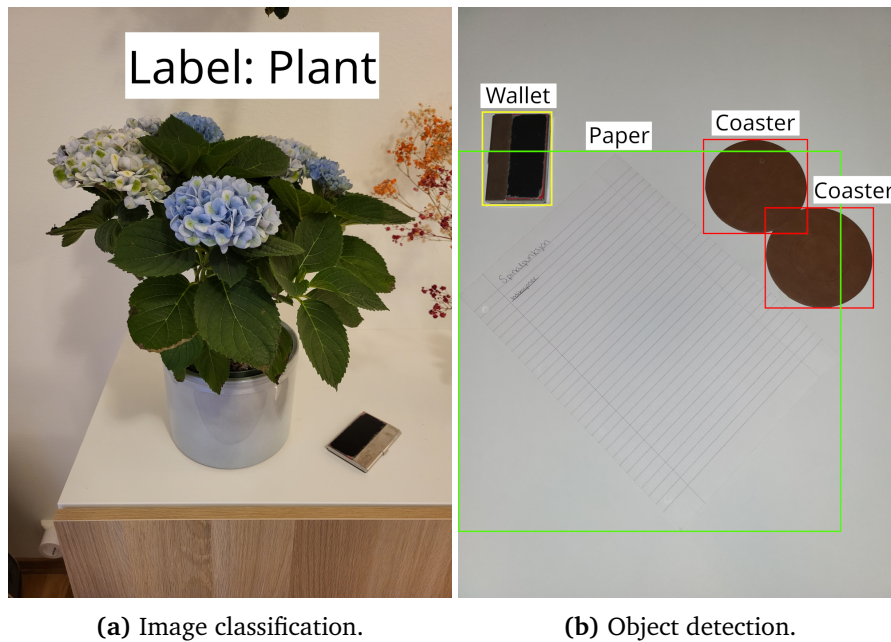 Label: Plant
Wallet
Paper
Coaster
Coaster
(a) Image classification.
(b) Object detection.